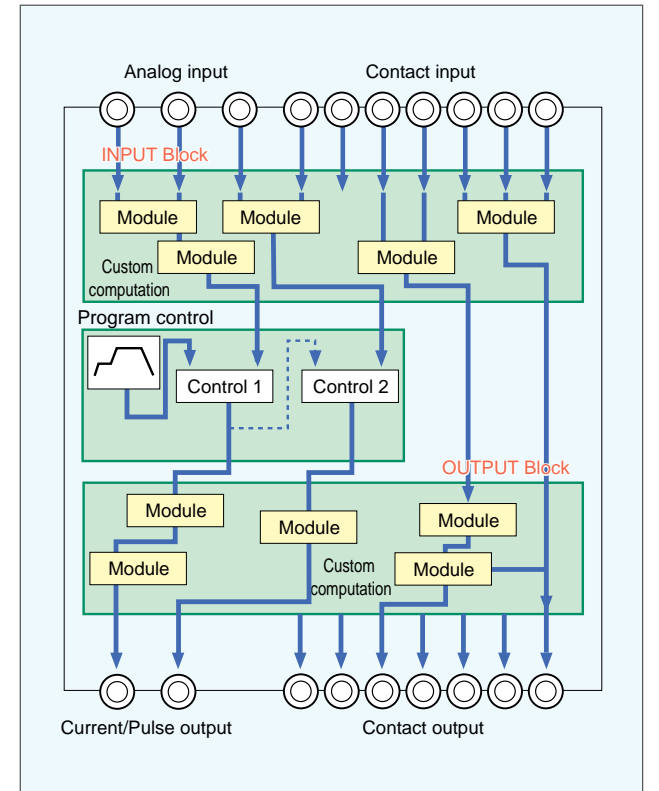 Analog input
Contact input
INPUT Block
Module
Module
Module
Module
Module
Custom
computation
Program control
Control 1
Control 2
OUTPUT Block
Module
Module
Module
Module
Custom
computation
Module
Current/Pulse output
Contact output